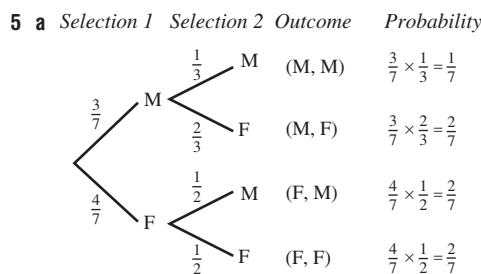 5 a Selection 1 Selection 2 Outcome Probability
1/3 M (M, M) 3/7 × 1/3 = 1/7
3/7 M
2/3 F (M, F) 3/7 × 2/3 = 2/7
1/2 M (F, M) 4/7 × 1/2 = 2/7
4/7 F
1/2 F (F, F) 4/7 × 1/2 = 2/7